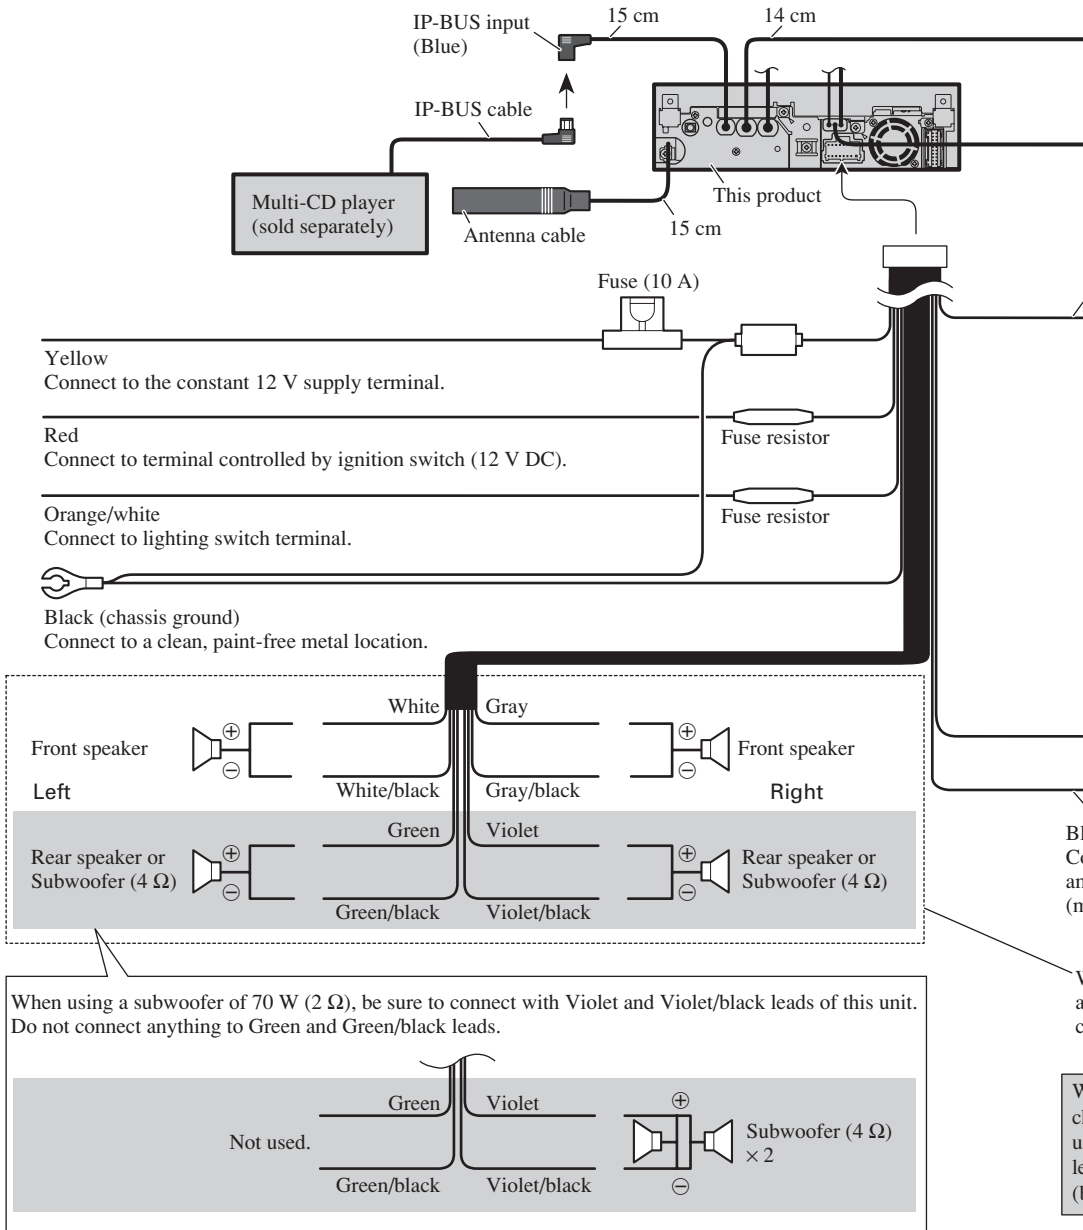 IP-BUS input
(Blue)
15 cm
14 cm
IP-BUS cable
Multi-CD player
(sold separately)
Antenna cable
15 cm
This product
Fuse (10 A)
Yellow
Connect to the constant 12 V supply terminal.
Red
Connect to terminal controlled by ignition switch (12 V DC).
Fuse resistor
Orange/white
Connect to lighting switch terminal.
Fuse resistor
Black (chassis ground)
Connect to a clean, paint-free metal location.
White
Gray
Front speaker
⊕
⊖
⊕
⊖
Front speaker
Left
White/black
Gray/black
Right
Green
Violet
Rear speaker or
Subwoofer (4 Ω)
⊕
⊖
⊕
⊖
Rear speaker or
Subwoofer (4 Ω)
Green/black
Violet/black
When using a subwoofer of 70 W (2 Ω), be sure to connect with Violet and Violet/black leads of this unit.
Do not connect anything to Green and Green/black leads.
Green
Violet
⊕
Not used.
Subwoofer (4 Ω)
× 2
Green/black
Violet/black
⊖